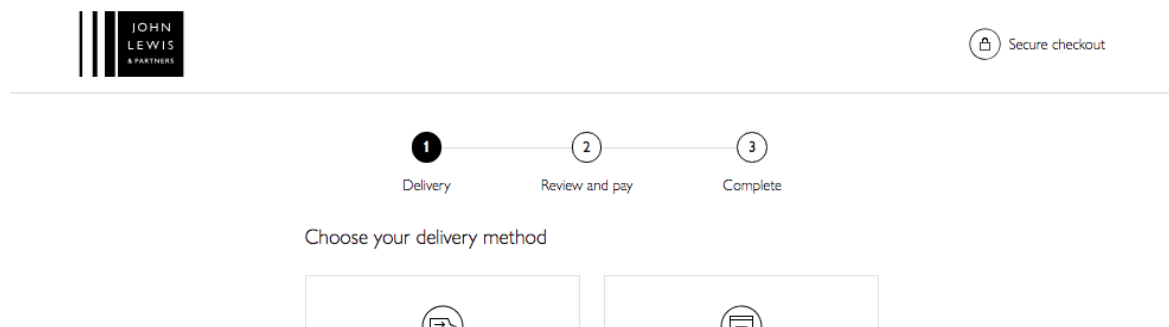 JOHN
LEWIS
& PARTNERS
Secure checkout
1
2
3
Delivery
Review and pay
Complete
Choose your delivery method